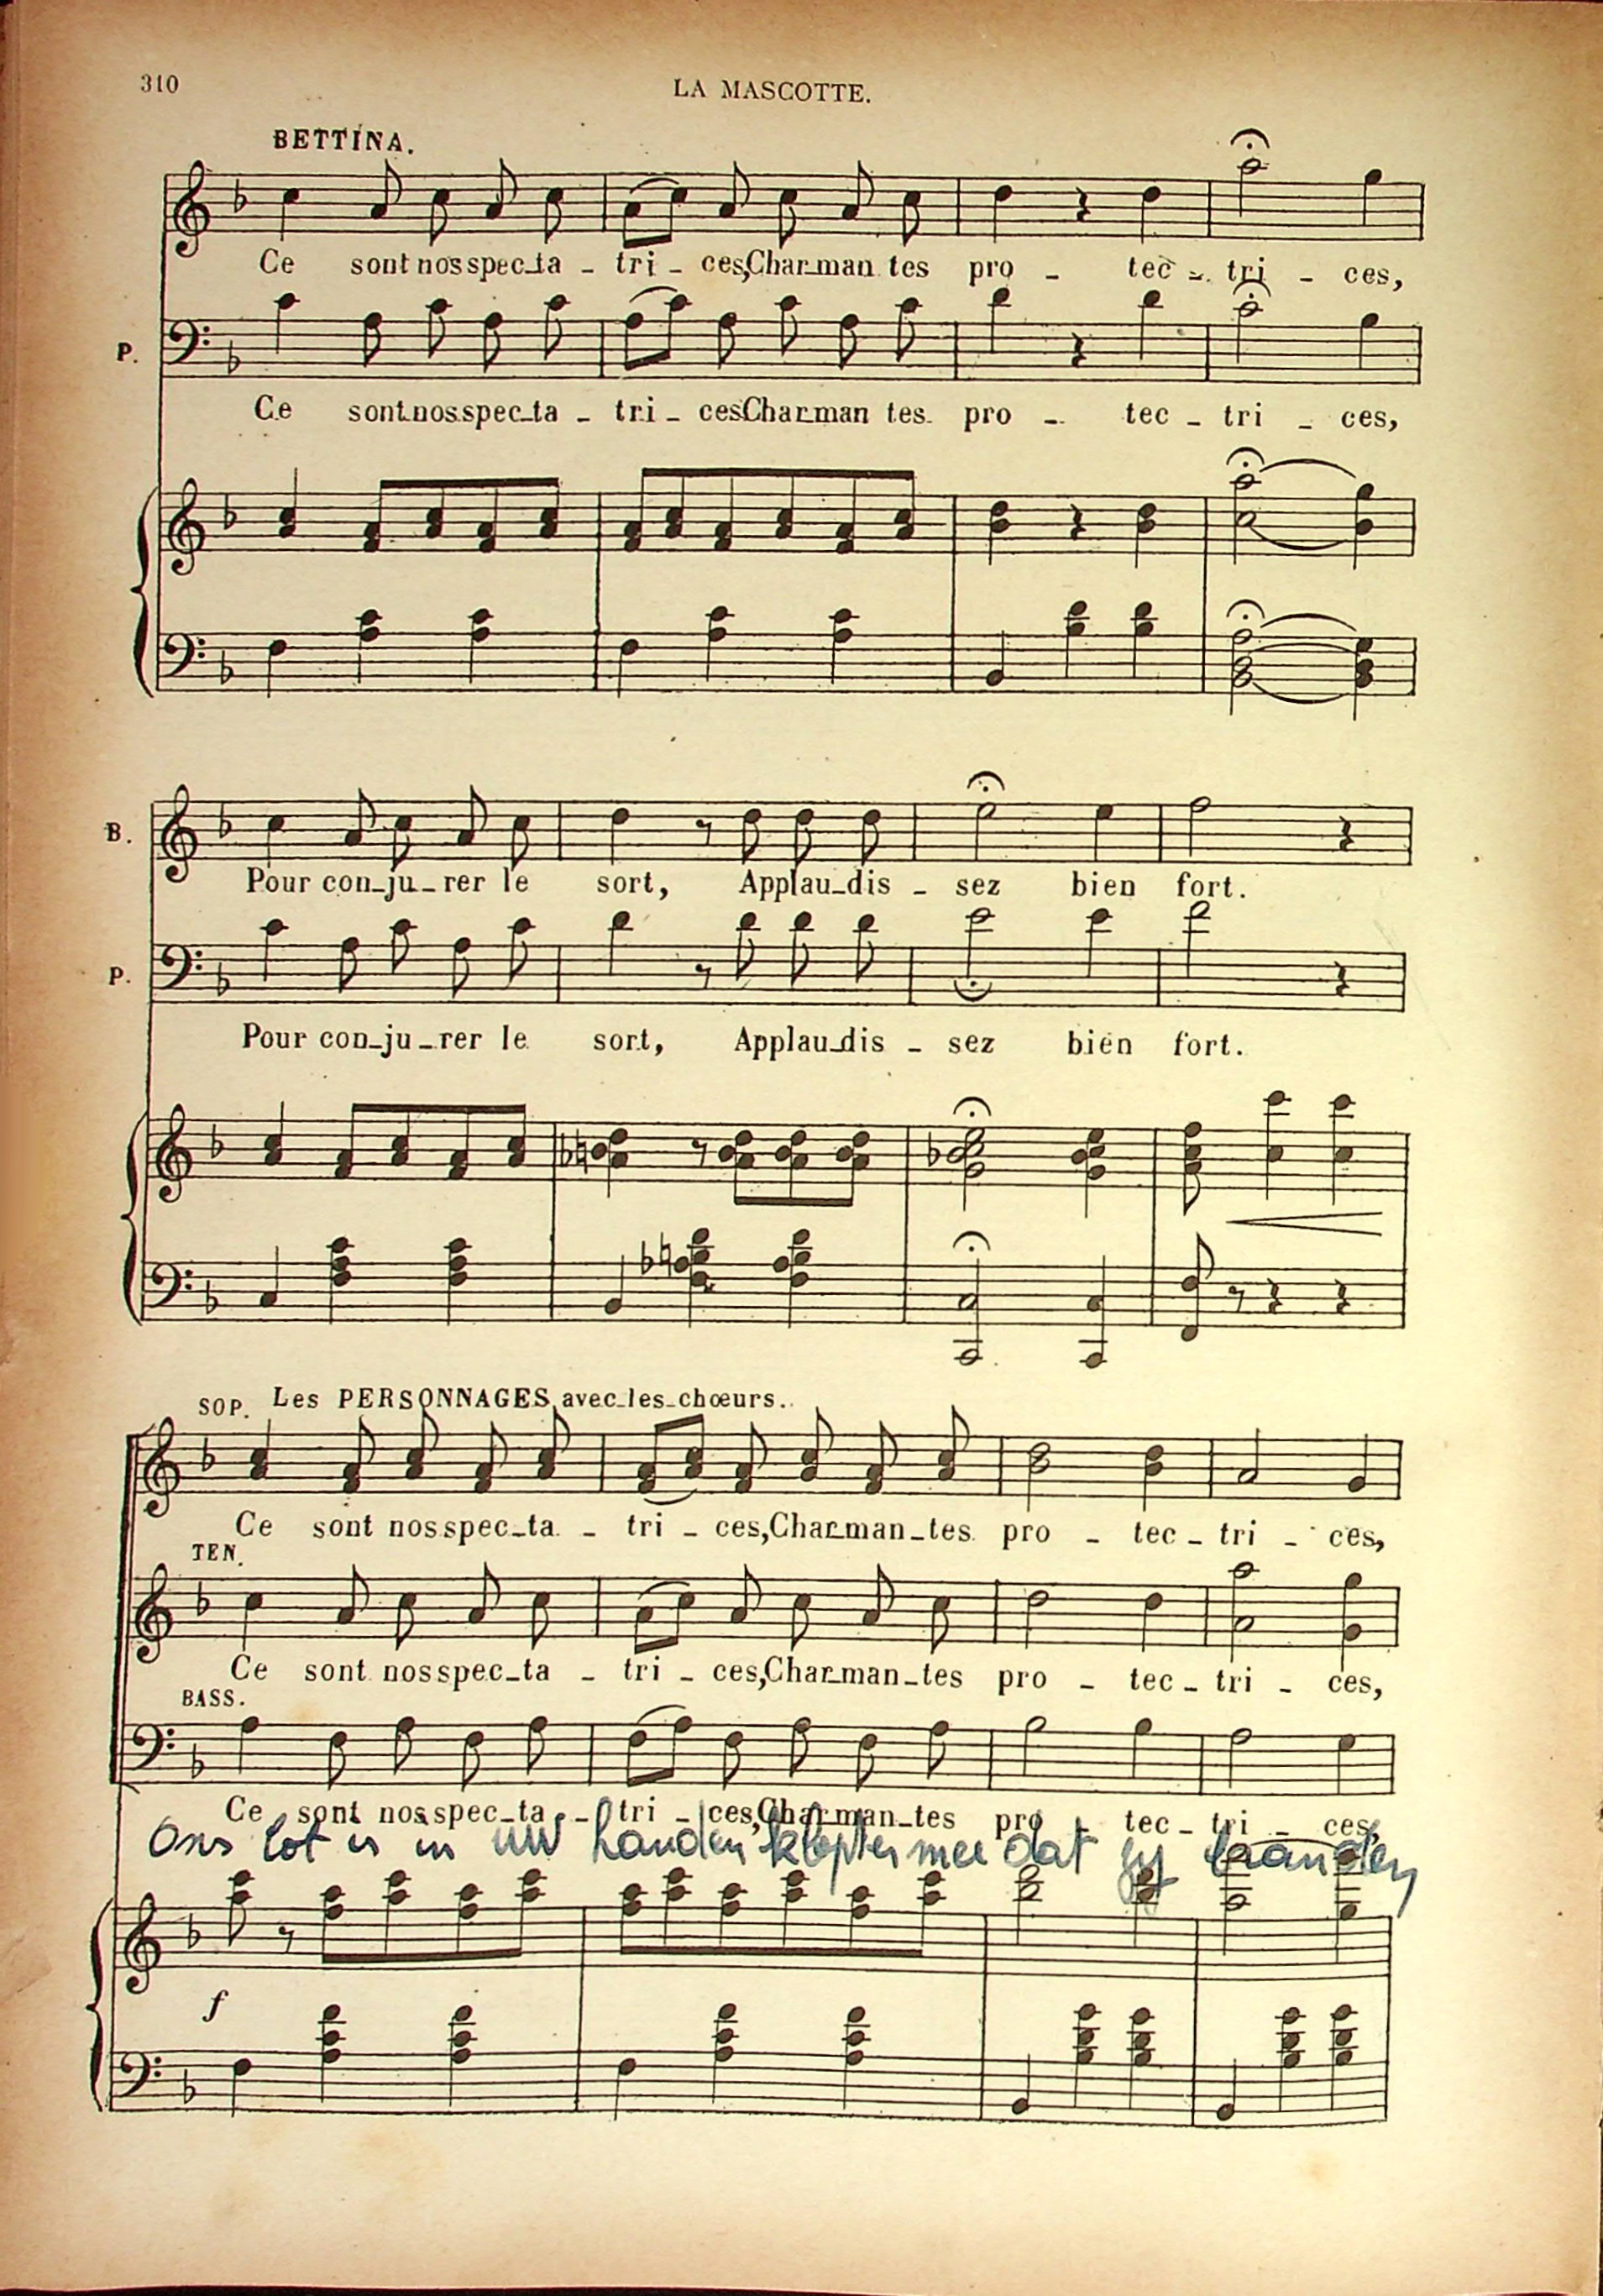 310
LA MASCOTTE.
BETTINA.
Ce sont nos spec_ta _ tri _ ces, Char_man tes pro _ tec _ tri _ ces,
P.
Ce sont nos spec_ta _ tri _ ces Char_man tes pro _ tec _ tri _ ces,
B.
Pour con_ju_rer le sort, Applau_dis _ sez bien fort.
P.
Pour con_ju_rer le sort, Applau_dis _ sez bien fort.
SOP. Les PERSONNAGES avec les chœurs.
Ce sont nos spec_ta _ tri _ ces, Char_man_tes pro _ tec _ tri _ ces,
TEN.
Ce sont nos spec_ta _ tri _ ces, Char_man_tes pro _ tec _ tri _ ces,
BASS.
Ce sont nos spec_ta _ tri _ ces, Char_man_tes pro _ tec _ tri _ ces,
Ons lot is in uw handen mee dat gij
f